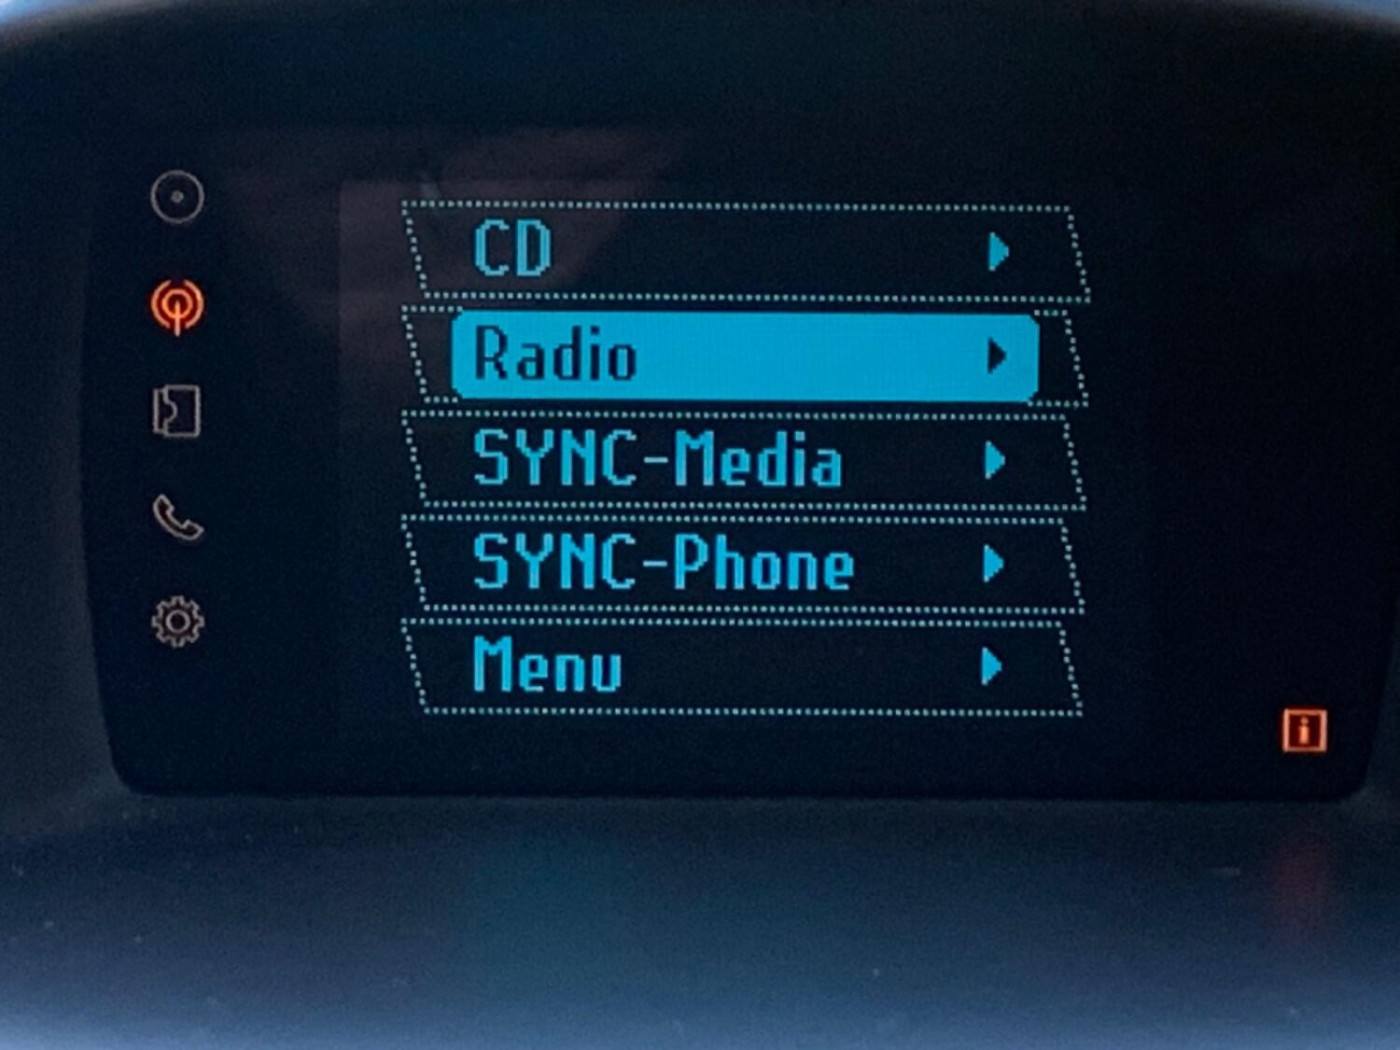 CD
Radio
SYNC-Media
SYNC-Phone
Menu
i